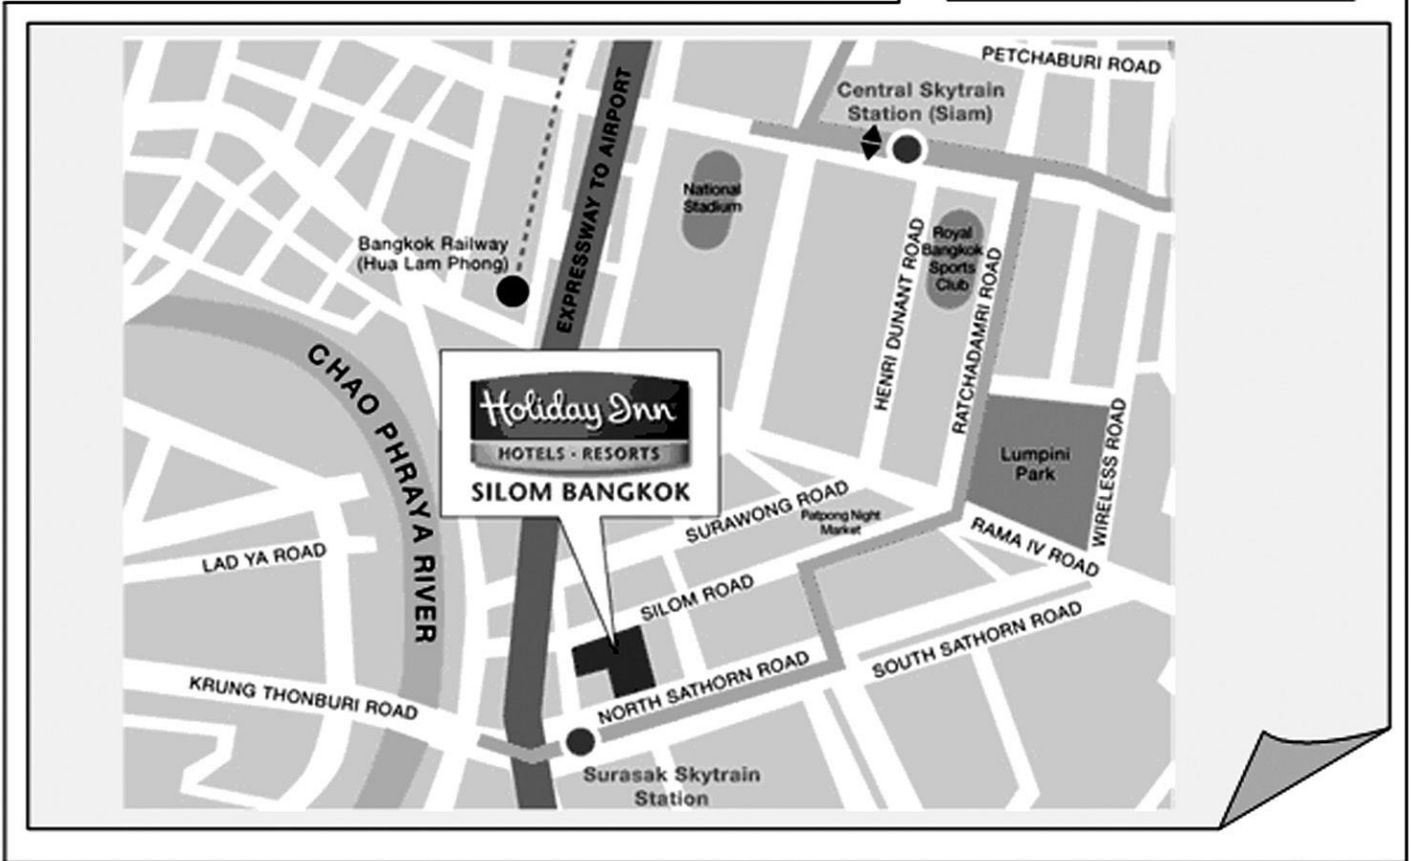 PETCHABURI ROAD
Central Skytrain
Station (Siam)
EXPRESSWAY TO AIRPORT
National
Stadium
Bangkok Railway
(Hua Lam Phong)
HENRI DUNANT ROAD
Royal
Bangkok
Sports
Club
RATCHADAMRI ROAD
CHAO PHRAYA RIVER
Holiday Inn
HOTELS · RESORTS
SILOM BANGKOK
Lumpini
Park
WIRELESS ROAD
SURAWONG ROAD
Patpong Night
Market
RAMA IV ROAD
LAD YA ROAD
SILOM ROAD
SOUTH SATHORN ROAD
NORTH SATHORN ROAD
KRUNG THONBURI ROAD
Surasak Skytrain
Station